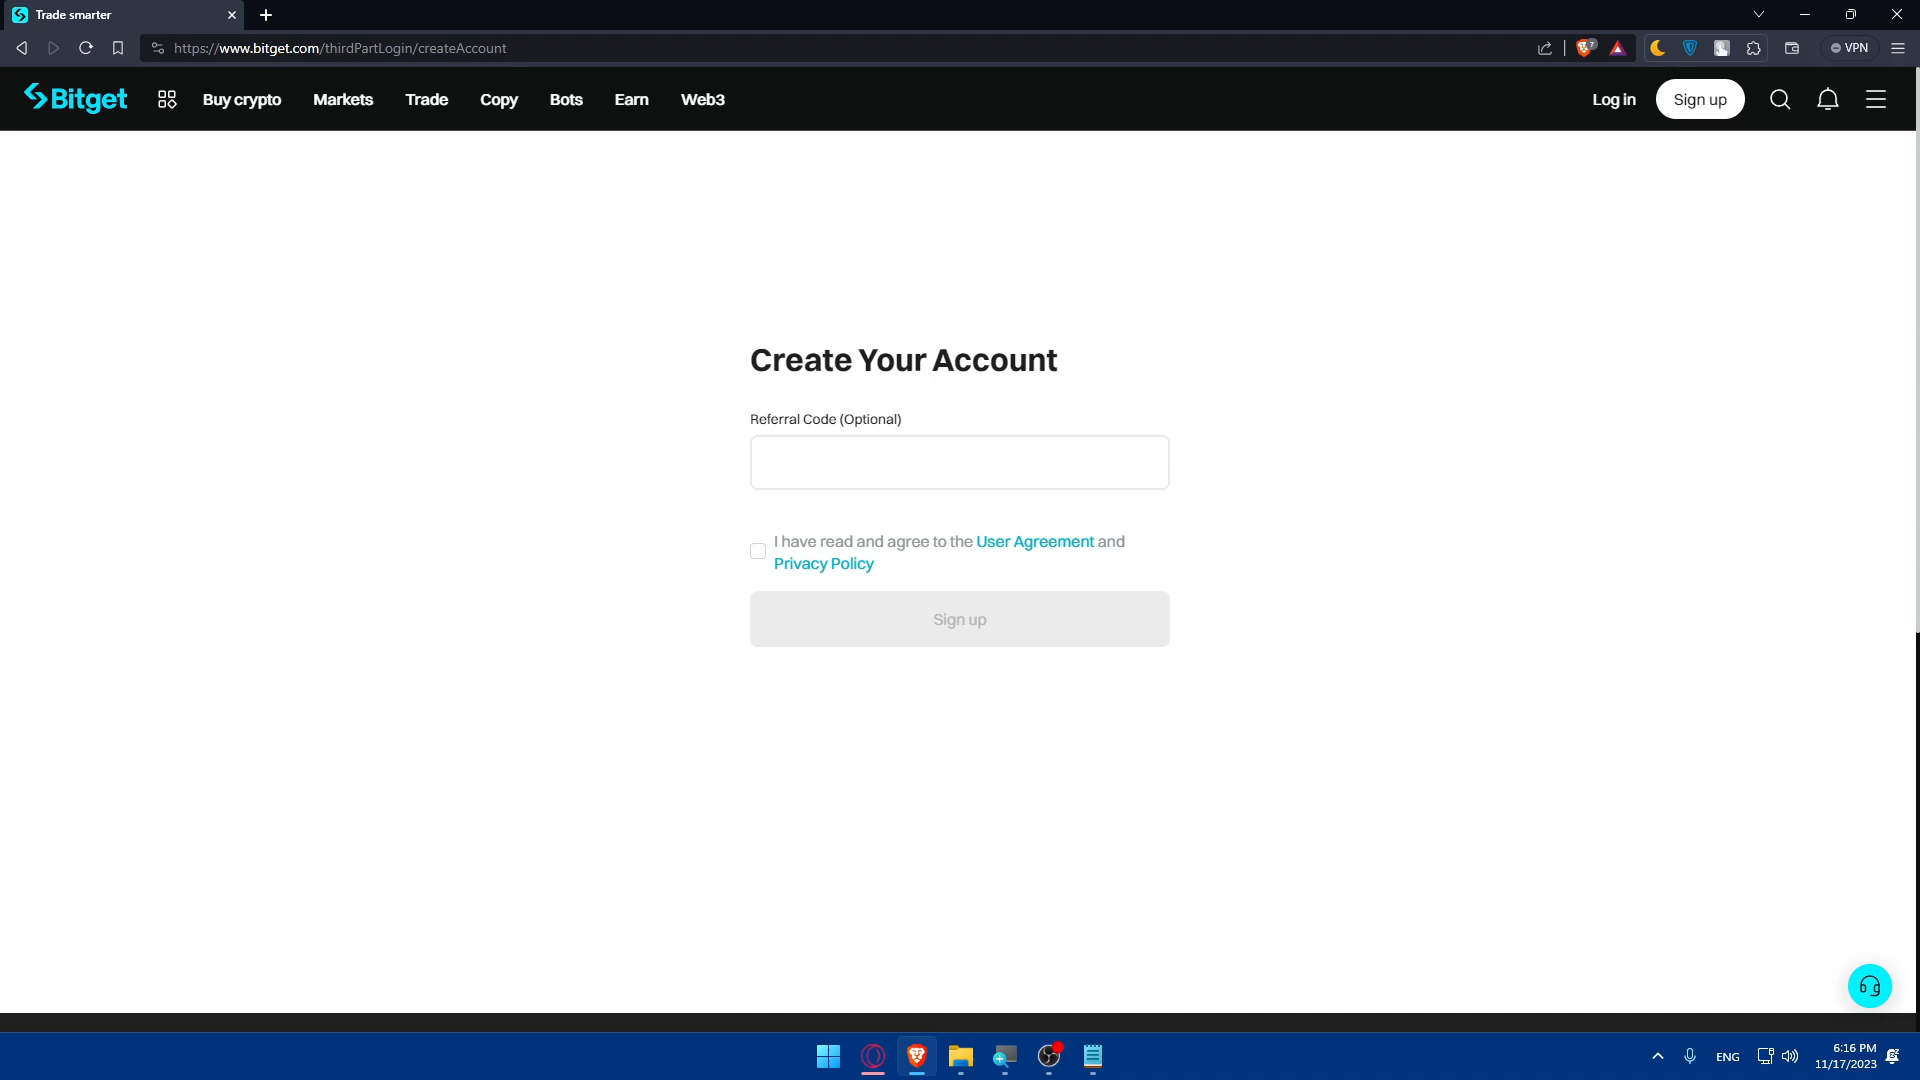 Trade smarter
https://www.bitget.com/thirdPartLogin/createAccount
7
VPN
Bitget
Buy crypto
Markets
Trade
Copy
Bots
Earn
Web3
Log in
Sign up
Create Your Account
Referral Code (Optional)
I have read and agree to the User Agreement and
Privacy Policy
Sign up
ENG
6:16 PM
11/17/2023